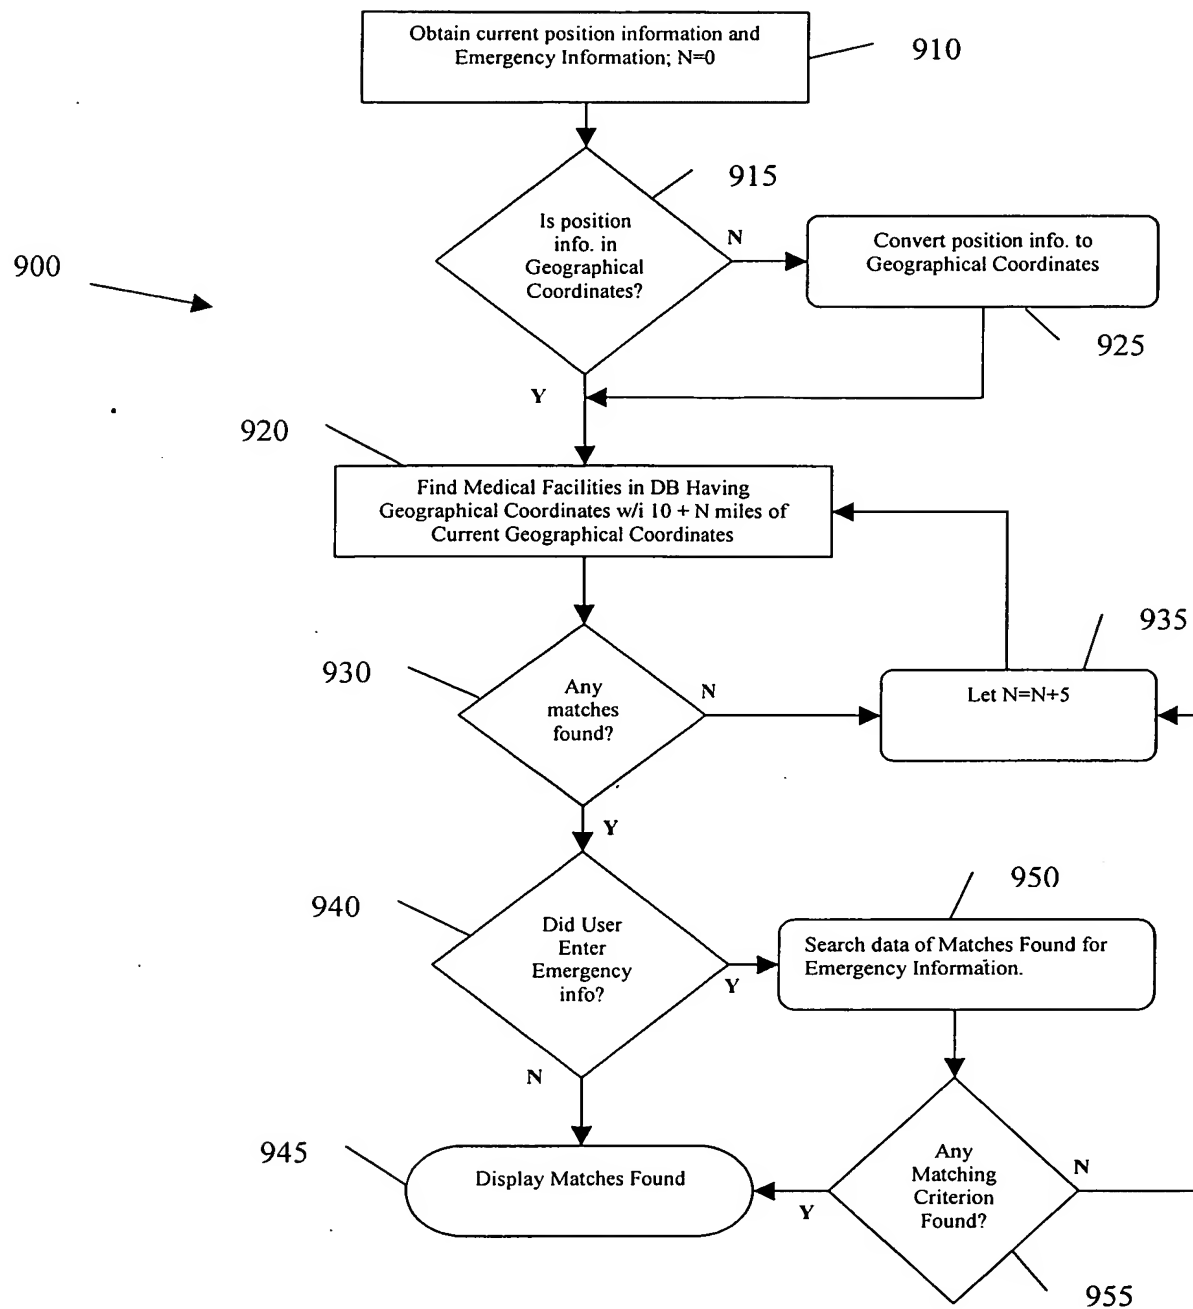 Obtain current position information and
Emergency Information; N=0
910
915
Is position
info. in
Geographical
Coordinates?
N
Convert position info. to
Geographical Coordinates
900
925
Y
920
Find Medical Facilities in DB Having
Geographical Coordinates w/i 10 + N miles of
Current Geographical Coordinates
935
930
Any
matches
found?
N
Let N=N+5
Y
950
940
Did User
Enter
Emergency
info?
Y
Search data of Matches Found for
Emergency Information.
N
945
Display Matches Found
Any
Matching
Criterion
Found?
N
Y
955